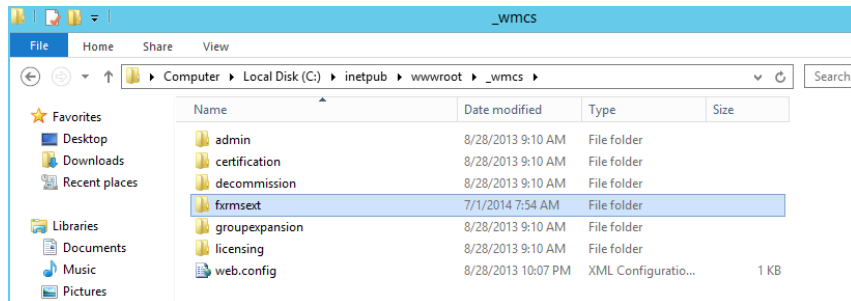 _wmcs
File Home Share View
Computer Local Disk (C:) inetpub wwwroot _wmcs Search
Favorites
Desktop
Downloads
Recent places
Libraries
Documents
Music
Pictures
Name Date modified Type Size
admin 8/28/2013 9:10 AM File folder
certification 8/28/2013 9:10 AM File folder
decommission 8/28/2013 9:10 AM File folder
fxrmsext 7/1/2014 7:54 AM File folder
groupexpansion 8/28/2013 9:10 AM File folder
licensing 8/28/2013 9:10 AM File folder
web.config 8/28/2013 10:07 PM XML Configuratio... 1 KB